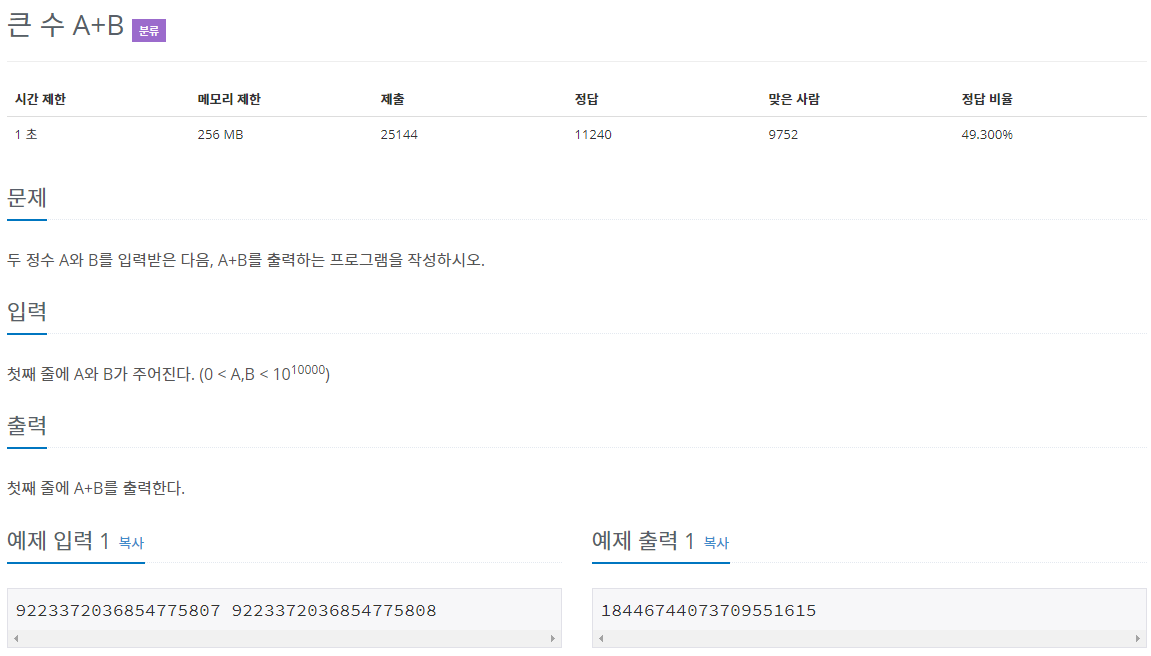 큰 수 A+B 분류
시간 제한 메모리 제한 제출 정답 맞은 사람 정답 비율
1 초 256 MB 25144 11240 9752 49.300%
문제
두 정수 A와 B를 입력받은 다음, A+B를 출력하는 프로그램을 작성하시오.
입력
첫째 줄에 A와 B가 주어진다. (0 < A,B < 10^10000)
출력
첫째 줄에 A+B를 출력한다.
예제 입력 1 복사
9223372036854775807 9223372036854775808
예제 출력 1 복사
18446744073709551615